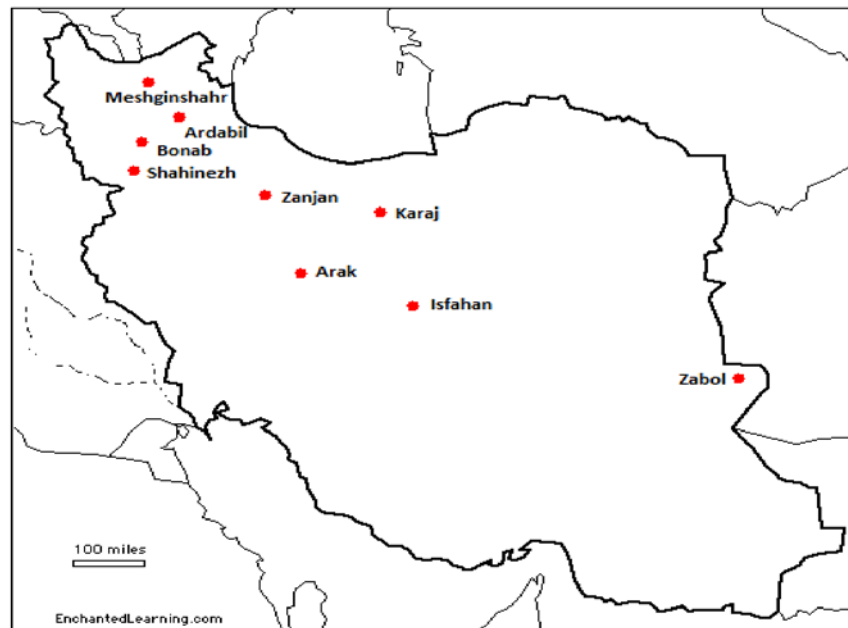 Meshginshahr
Ardabil
Bonab
Shahinezh
Zanjan
Karaj
Arak
Isfahan
Zabol
100 miles
EnchantedLearning.com